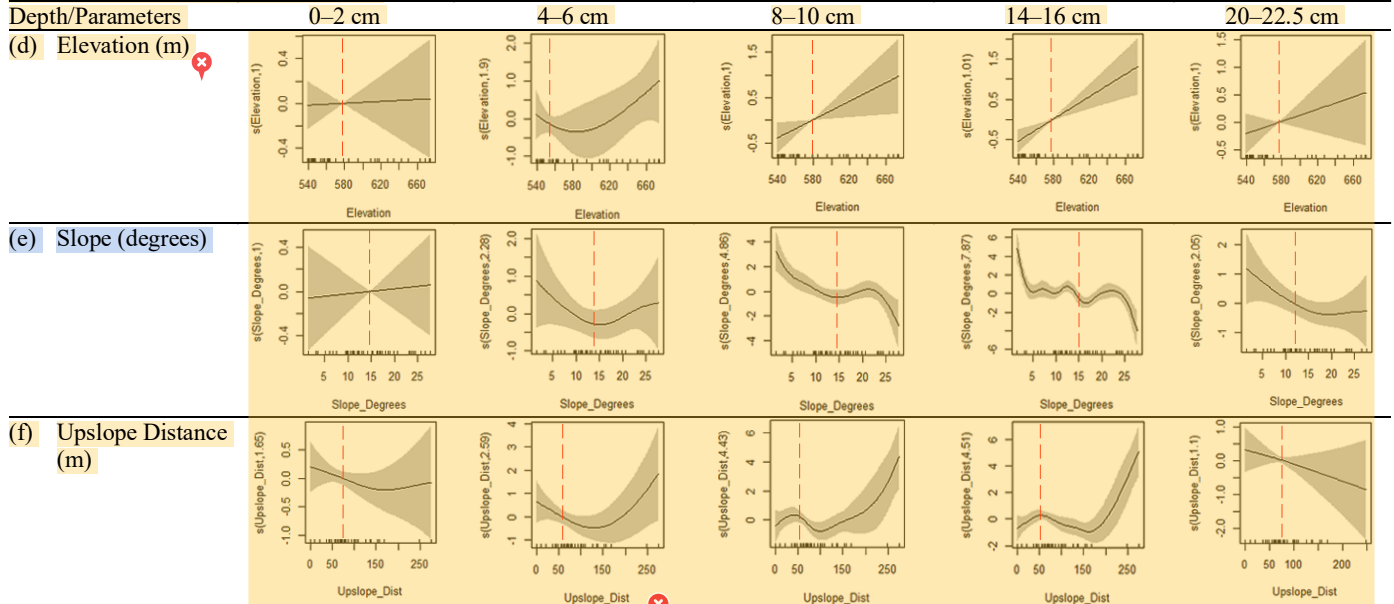 Depth/Parameters 0–2 cm 4–6 cm 8–10 cm 14–16 cm 20–22.5 cm
(d) Elevation (m)
s(Elevation,1)
0.4
0.0
-0.4
540 580 620 660
Elevation
s(Elevation,1.9)
2.0
1.5
1.0
0.5
0.0
-1.0
540 580 620 660
Elevation
s(Elevation,1)
1.5
1.0
0.5
-0.5
540 580 620 660
Elevation
s(Elevation,1.01)
1.5
1.0
0.5
-0.5
540 580 620 660
Elevation
s(Elevation,1)
1.5
1.0
0.5
0.0
-0.5
540 580 620 660
Elevation
(e) Slope (degrees)
s(Slope_Degrees,1)
0.4
0.0
-0.4
5 10 15 20 25
Slope_Degrees
s(Slope_Degrees,2.28)
2.0
1.5
1.0
0.0
-1.0
5 10 15 20 25
Slope_Degrees
s(Slope_Degrees,4.86)
4
2
0
-2
-4
5 10 15 20 25
Slope_Degrees
s(Slope_Degrees,7.87)
6
4
2
0
-2
-6
5 10 15 20 25
Slope_Degrees
s(Slope_Degrees,2.05)
2
1
0
-1
5 10 15 20 25
Slope_Degrees
(f) Upslope Distance
(m)
s(Upslope_Dist,1.65)
0.5
0.0
-0.5
-1.0
0 50 150 250
Upslope_Dist
s(Upslope_Dist,2.59)
4
3
2
1
0
-1
0 50 150 250
Upslope_Dist
s(Upslope_Dist,4.43)
6
4
2
0
0 50 150 250
Upslope_Dist
s(Upslope_Dist,4.51)
6
4
2
0
-2
0 50 150 250
Upslope_Dist
s(Upslope_Dist,1.1)
1.0
0.0
-1.0
-2.0
0 50 100 200
Upslope_Dist